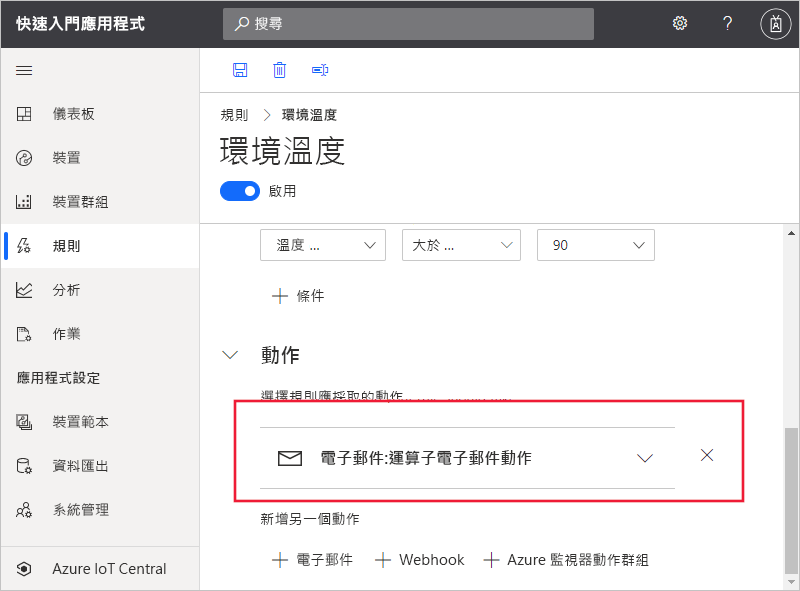 快速入門應用程式
搜尋
儀表板
裝置
裝置群組
規則
分析
作業
應用程式設定
裝置範本
資料匯出
系統管理
Azure IoT Central
規則 > 環境溫度
環境溫度
啟用
溫度 ...
大於 ...
90
條件
動作
選擇規則應採取的動作
電子郵件:運算子電子郵件動作
新增另一個動作
電子郵件
Webhook
Azure 監視器動作群組